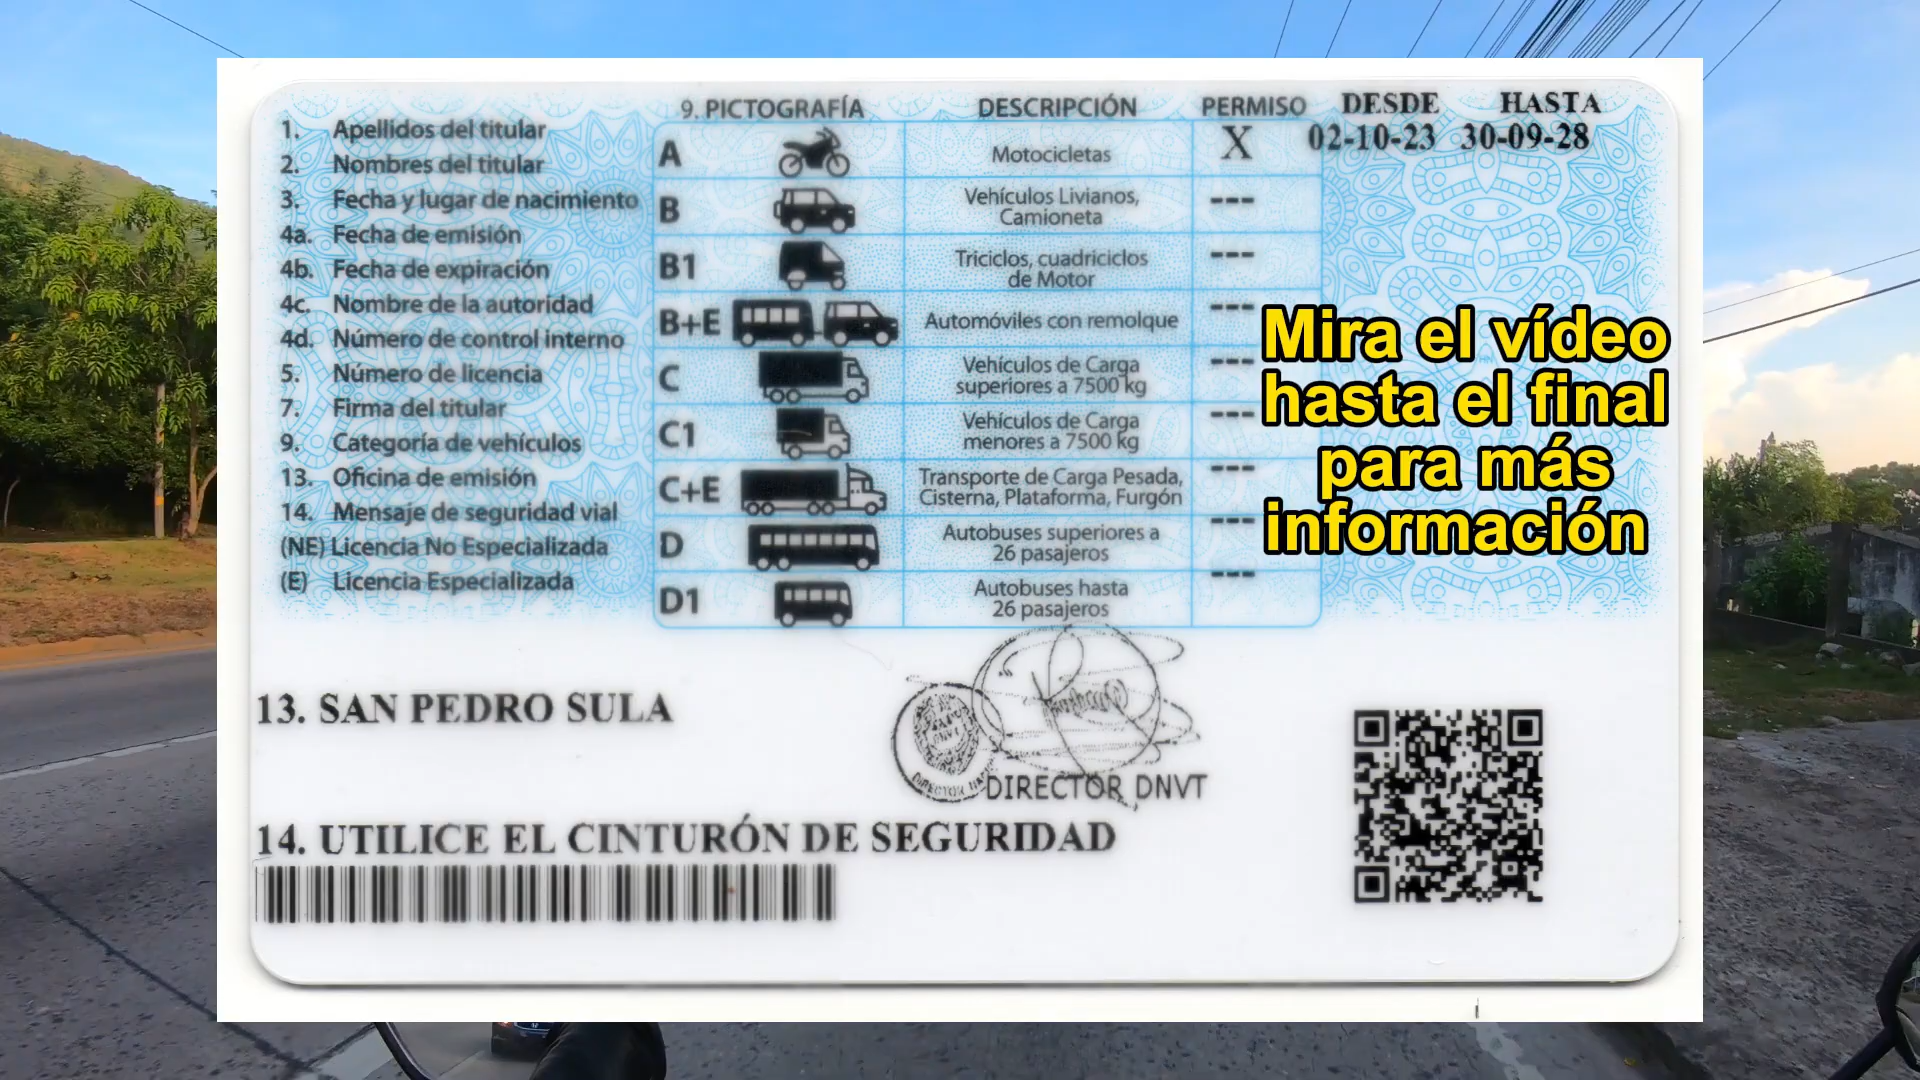 1. Apellidos del titular
2. Nombres del titular
3. Fecha y lugar de nacimiento
4a. Fecha de emisión
4b. Fecha de expiración
4c. Nombre de la autoridad
4d. Número de control interno
5. Número de licencia
7. Firma del titular
9. Categoría de vehículos
13. Oficina de emisión
14. Mensaje de seguridad vial
(NE) Licencia No Especializada
(E) Licencia Especializada
9. PICTOGRAFÍA DESCRIPCIÓN PERMISO DESDE HASTA
A Motocicletas X 02-10-23 30-09-28
B Vehículos Livianos,
Camioneta ---
B1 Triciclos, cuadriciclos
de Motor ---
B+E Automóviles con remolque ---
C Vehículos de Carga
superiores a 7500 kg ---
C1 Vehículos de Carga
menores a 7500 kg ---
C+E Transporte de Carga Pesada,
Cisterna, Plataforma, Furgón ---
D Autobuses superiores a
26 pasajeros ---
D1 Autobuses hasta
26 pasajeros ---
Mira el vídeo
hasta el final
para más
información
13. SAN PEDRO SULA
DIRECTOR DNVT
14. UTILICE EL CINTURÓN DE SEGURIDAD